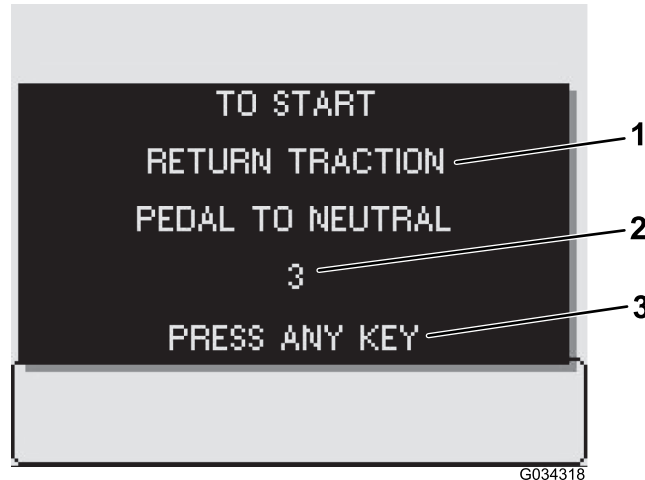 TO START
RETURN TRACTION
1
PEDAL TO NEUTRAL
2
3
3
PRESS ANY KEY
G034318